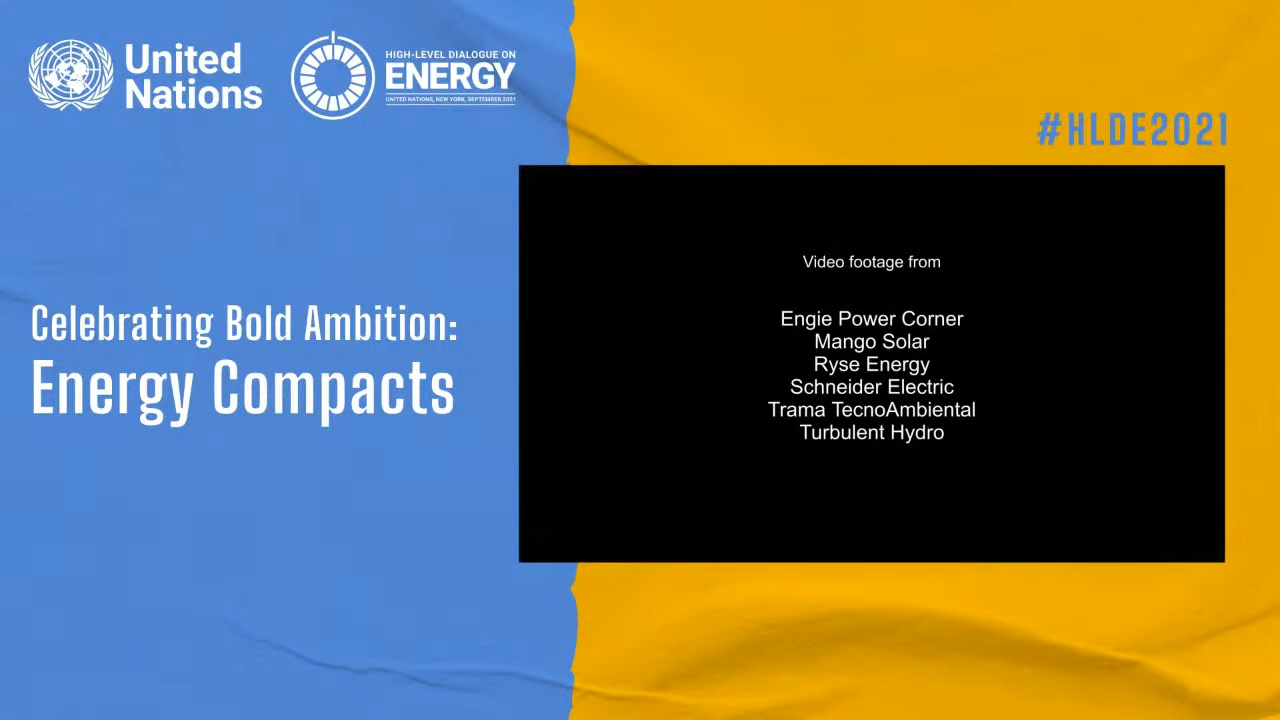 United
Nations
HIGH-LEVEL DIALOGUE ON
ENERGY
UNITED NATIONS, NEW YORK, SEPTEMBER 2021
#HLDE2021
Celebrating Bold Ambition:
Energy Compacts
Video footage from
Engie Power Corner
Mango Solar
Ryse Energy
Schneider Electric
Trama TecnoAmbiental
Turbulent Hydro